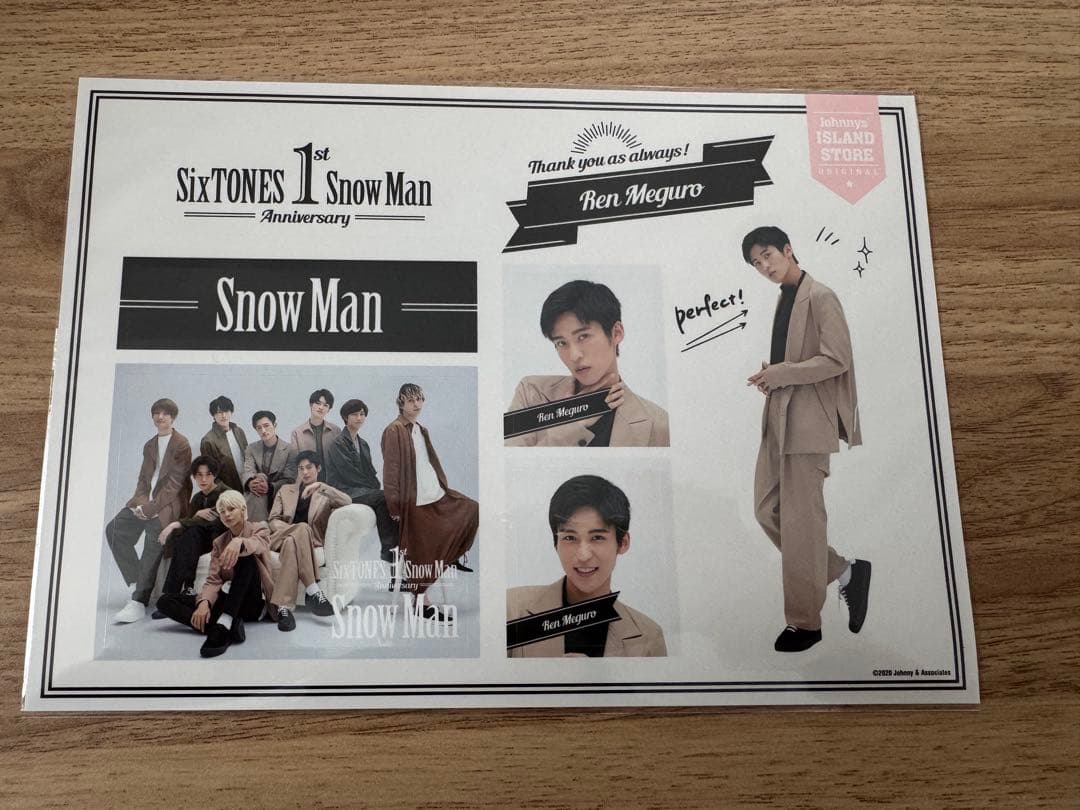 SixTONES 1st Snow Man
Anniversary
Thank you as always!
Ren Meguro
Johnnys'
ISLAND
STORE
ORIGINAL
Snow Man
perfect!
Ren Meguro
Ren Meguro
1st
SixTONES Snow Man
Anniversary
Snow Man
©2020 Johnny & Associates